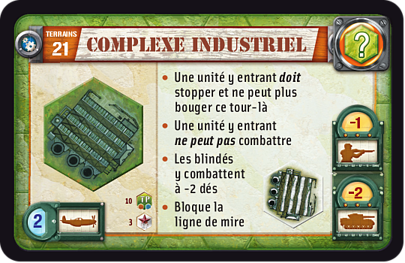 TERRAINS
21
COMPLEXE INDUSTRIEL
?
• Une unité y entrant doit
stopper et ne peut plus
bouger ce tour-là
• Une unité y entrant
ne peut pas combattre
• Les blindés
y combattent
à -2 dés
• Bloque la
ligne de mire
10
3
2
-1
-2